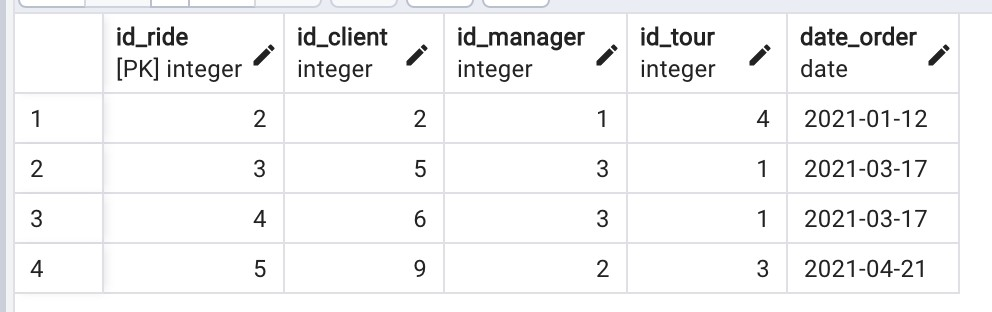 id_ride id_client id_manager id_tour date_order
[PK] integer integer integer integer date
1 2 2 1 4 2021-01-12
2 3 5 3 1 2021-03-17
3 4 6 3 1 2021-03-17
4 5 9 2 3 2021-04-21